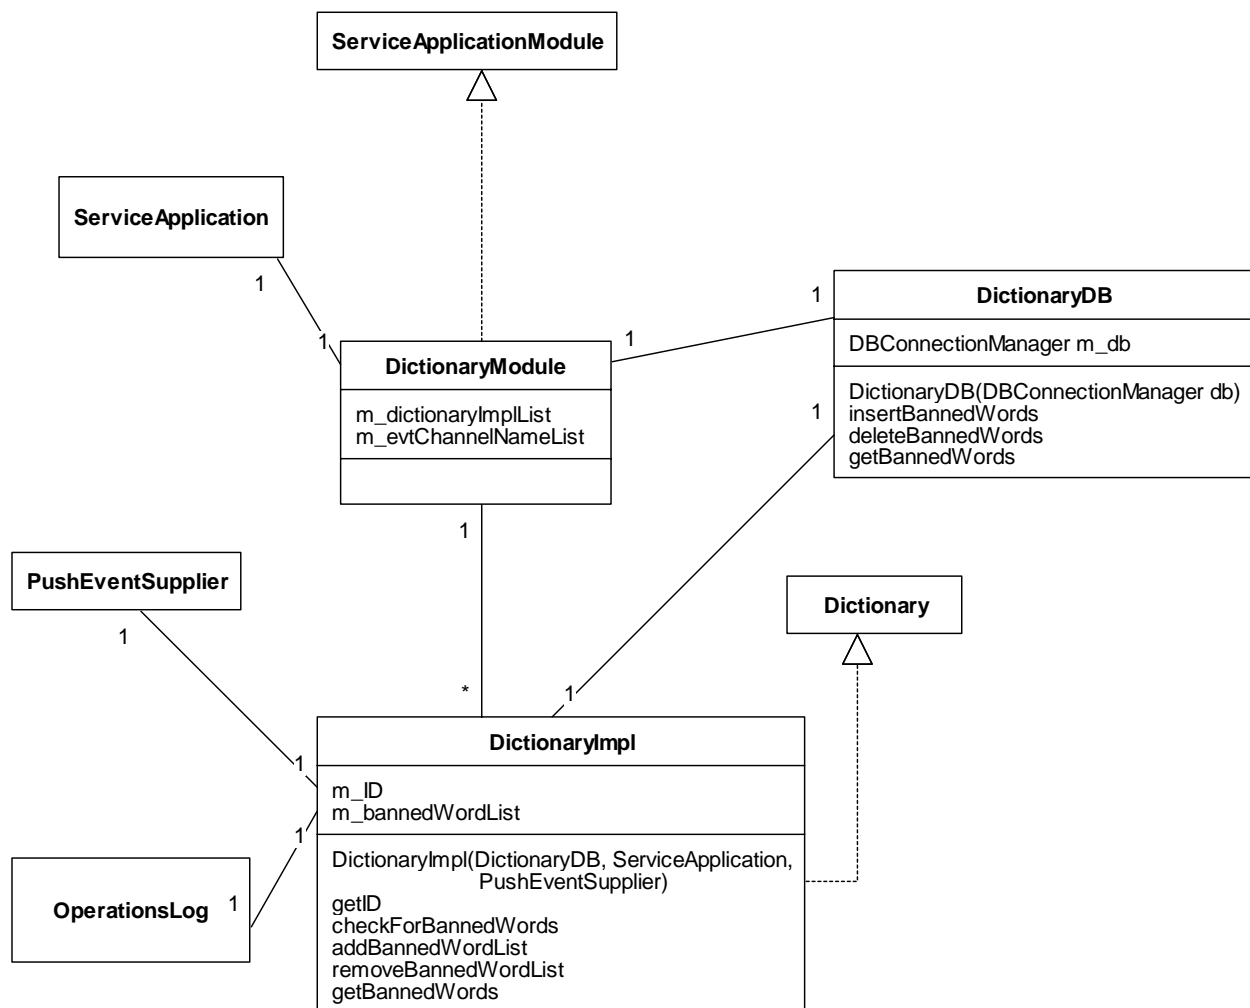 ServiceApplicationModule
ServiceApplication
1
1
DictionaryModule
m_dictionaryImplList
m_evtChannelNameList
1
1
DictionaryDB
DBConnectionManager m_db
DictionaryDB(DBConnectionManager db)
insertBannedWords
deleteBannedWords
getBannedWords
1
1
*
1
PushEventSupplier
1
1
Dictionary
DictionaryImpl
m_ID
m_bannedWordList
DictionaryImpl(DictionaryDB, ServiceApplication,
PushEventSupplier)
getID
checkForBannedWords
addBannedWordList
removeBannedWordList
getBannedWords
1
1
OperationsLog